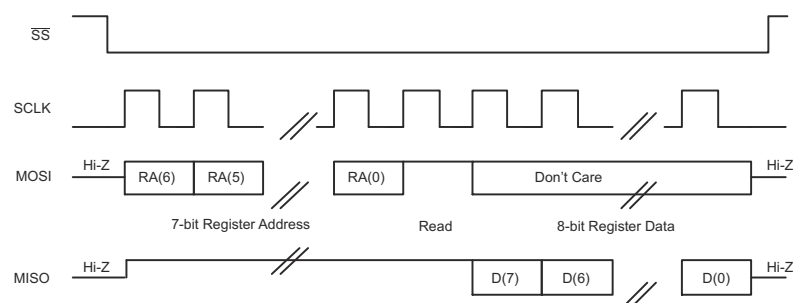 SS
SCLK
MOSI Hi-Z RA(6) RA(5) RA(0) Don't Care Hi-Z
7-bit Register Address Read 8-bit Register Data
MISO Hi-Z D(7) D(6) D(0) Hi-Z